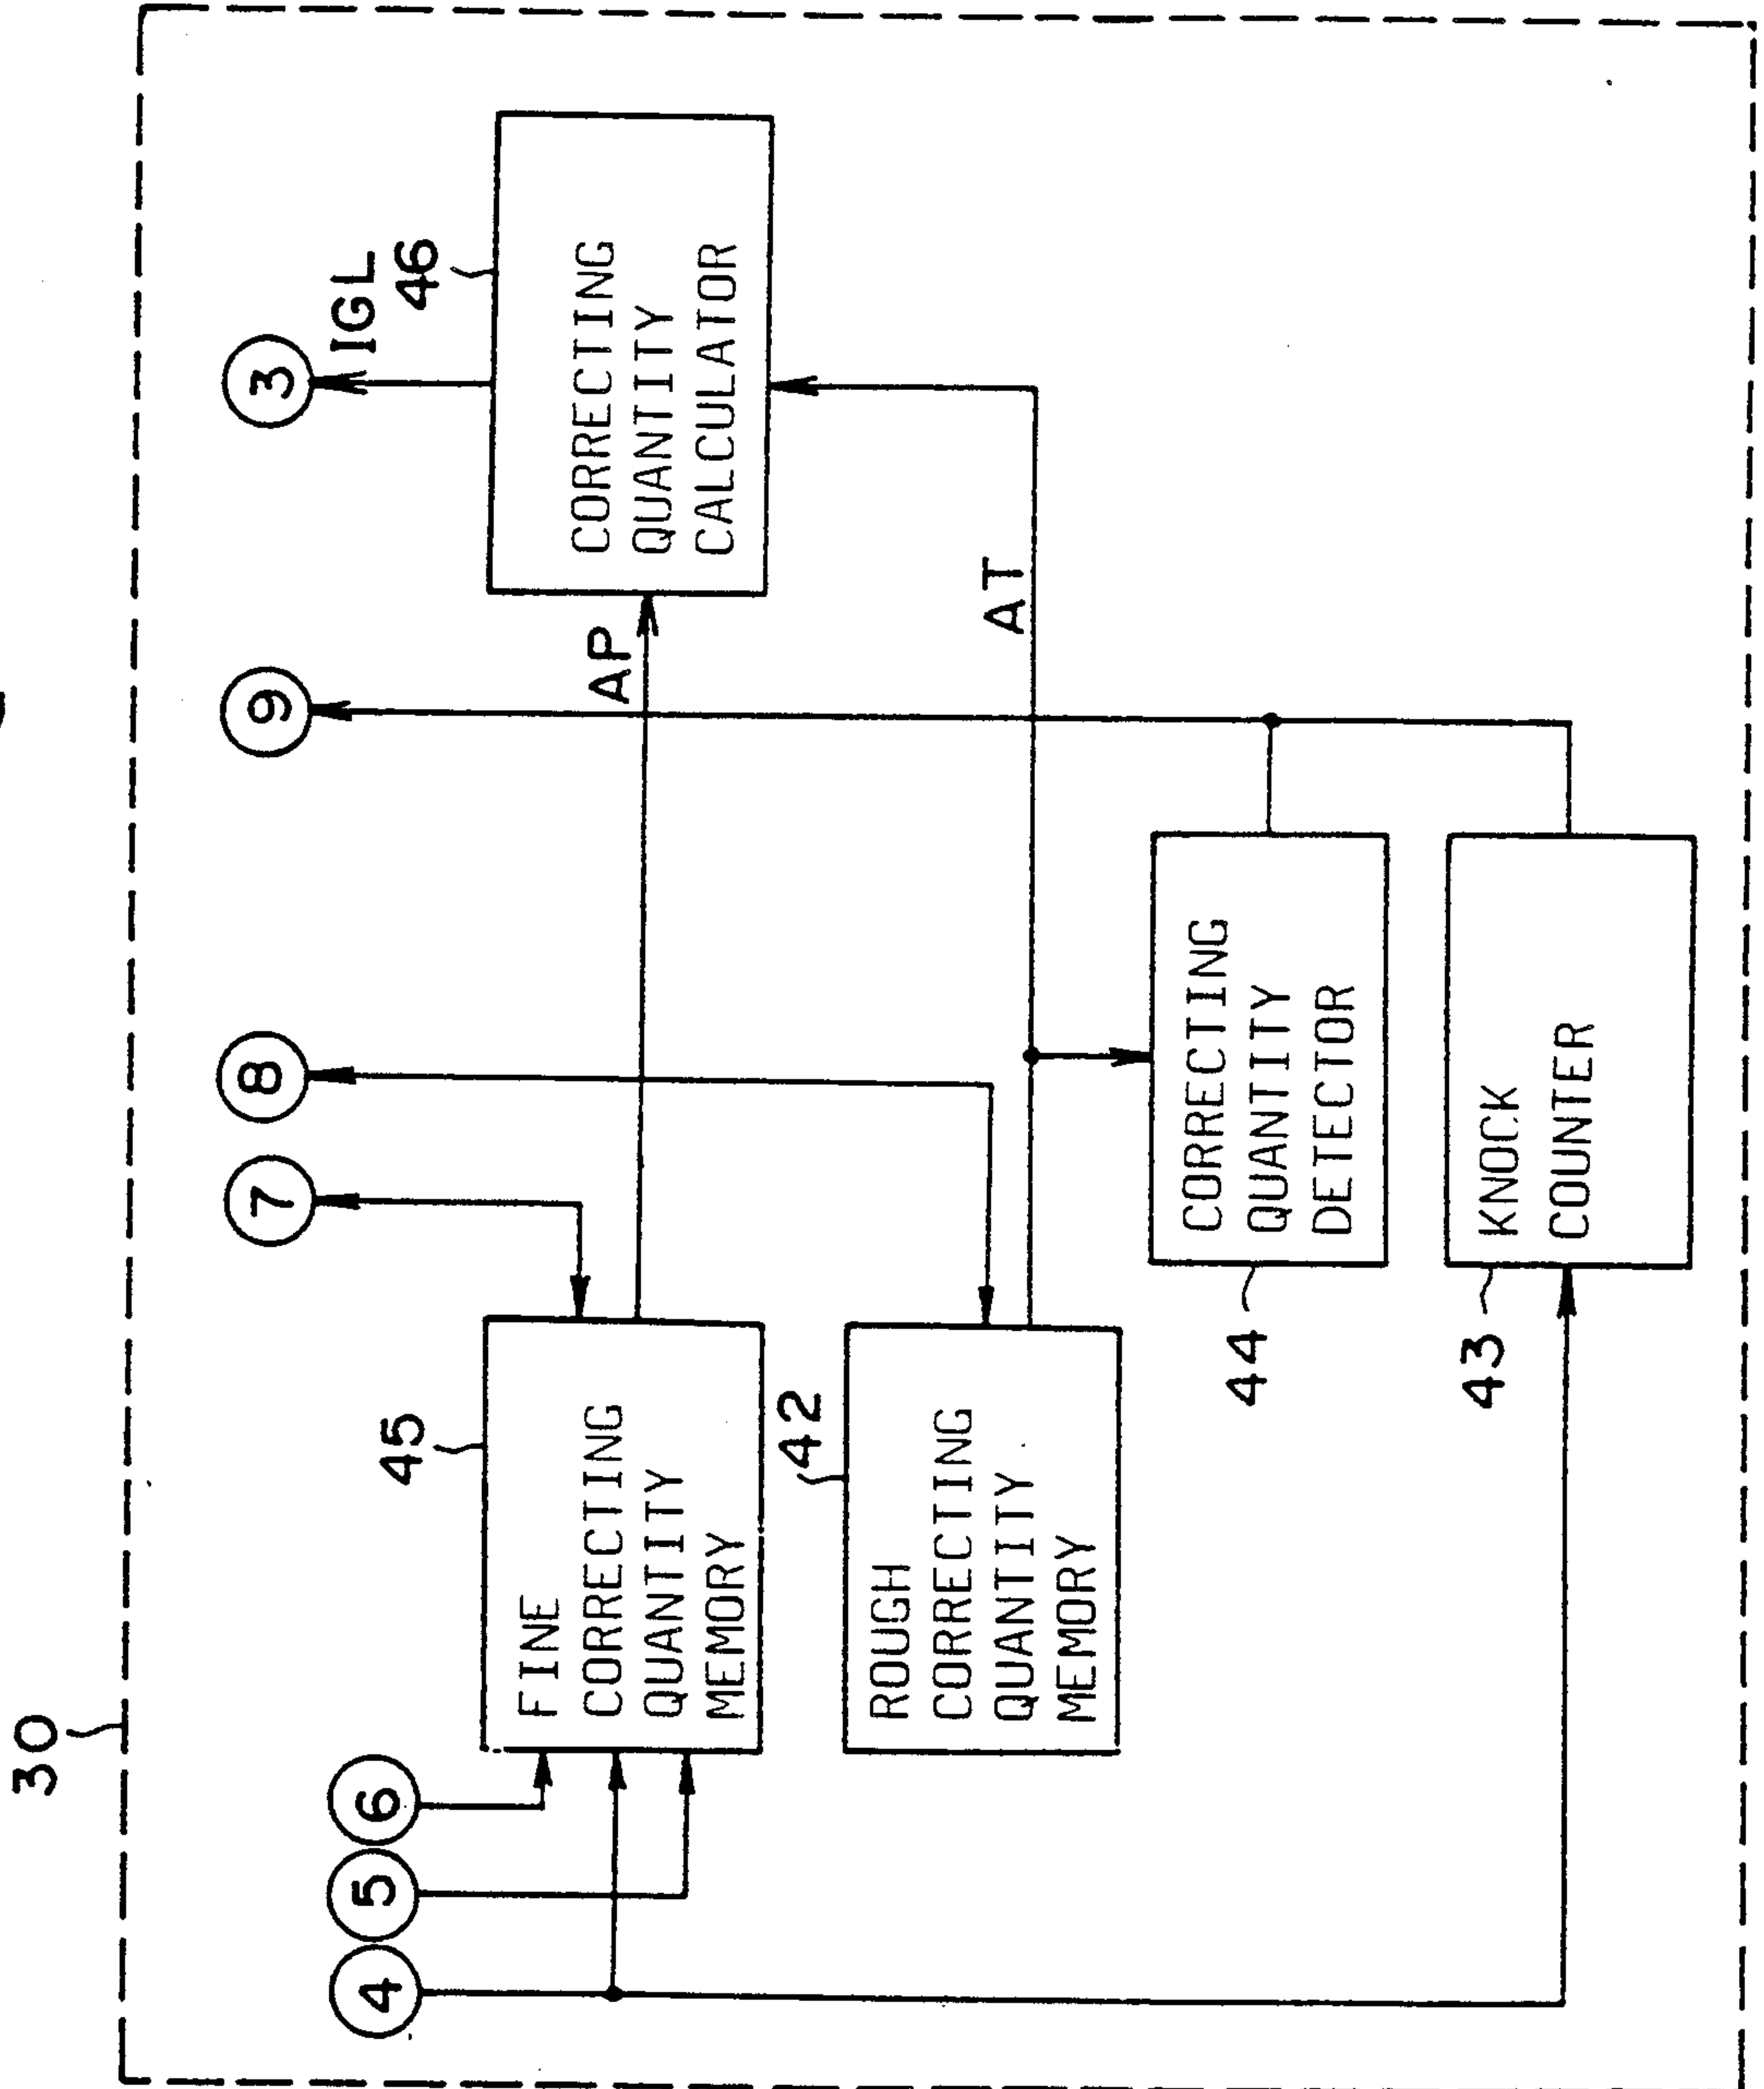 30
4
5
6
7
8
9
3
IGL
45
FINE
CORRECTING
QUANTITY
MEMORY
AP
46
CORRECTING
QUANTITY
CALCULATOR
42
ROUGH
CORRECTING
QUANTITY
MEMORY
AT
44
CORRECTING
QUANTITY
DETECTOR
43
KNOCK
COUNTER